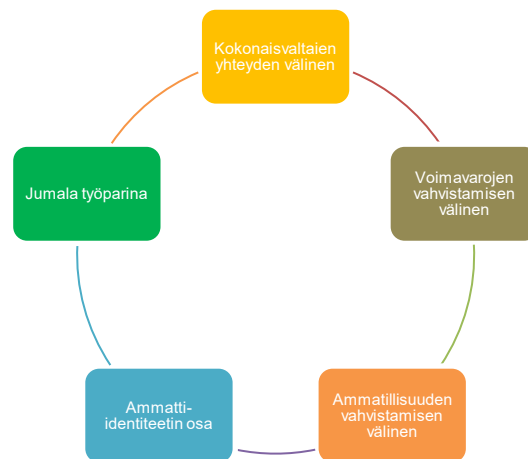 Kokonaisvaltaien
yhteyden välinen
Voimavarojen
vahvistamisen
välinen
Ammatillisuuden
vahvistamisen
välinen
Ammatti-
identiteetin osa
Jumala työparina